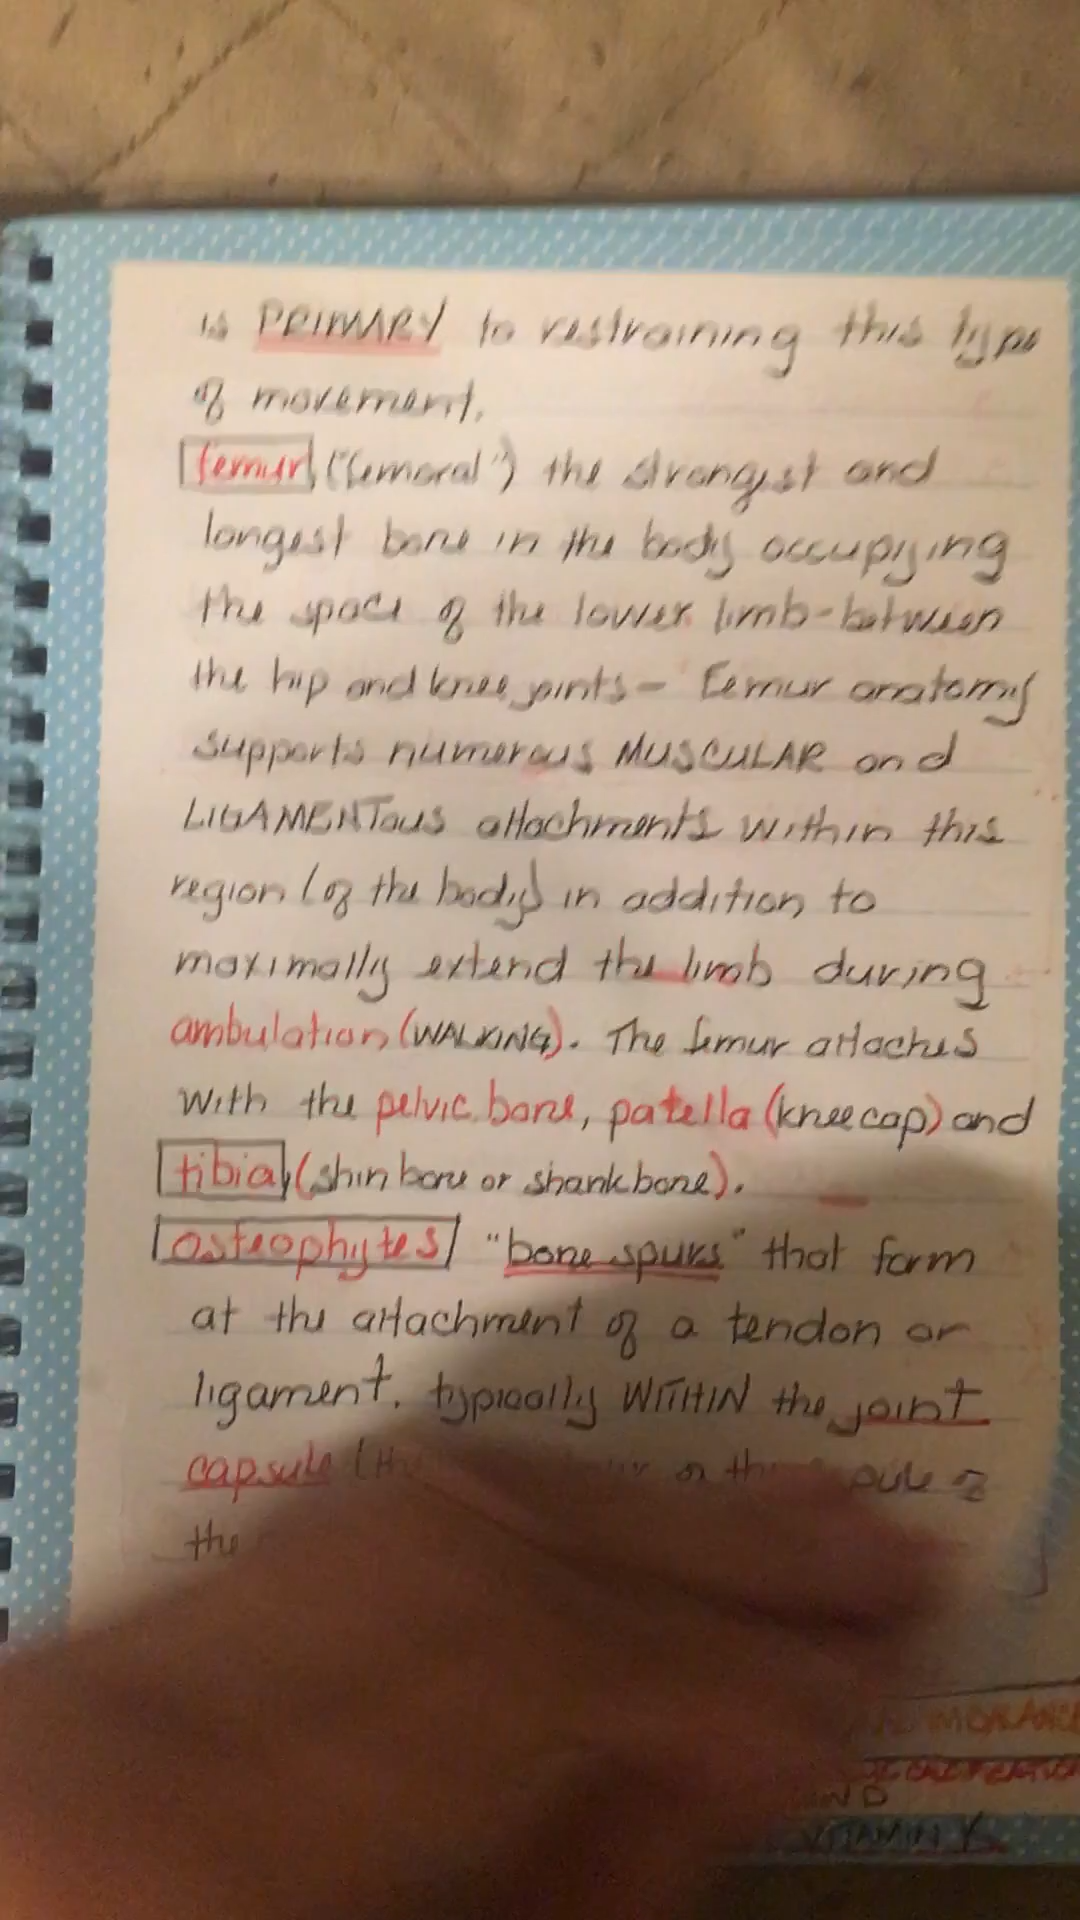 is PRIMARY to restraining this type
of movement.
femur ("femoral") the strongest and
longest bone in the body occupying
the space of the lower limb-between
the hip and knee joints - Femur anatomy
supports numerous MUSCULAR and
LIGAMENTous attachments within this
region (of the body) in addition to
maximally extend the limb during
ambulation (WALKING). The femur attaches
with the pelvic bone, patella (knee cap) and
tibia, (shin bone or shank bone).
osteophytes "bone spurs" that form
at the attachment of a tendon or
ligament. typically WITHIN the joint
capsule
the
IMBALANCE
CALCIFICATION
D
VITAMIN K